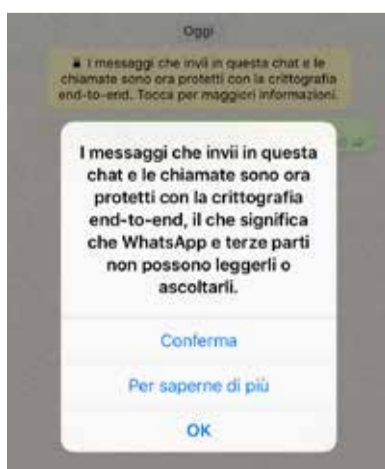 Oggi
I messaggi che invii in questa chat e le
chiamate sono ora protetti con la crittografia
end-to-end. Tocca per maggiori informazioni.
I messaggi che invii in questa
chat e le chiamate sono ora
protetti con la crittografia
end-to-end, il che significa
che WhatsApp e terze parti
non possono leggerli o
ascoltarli.
Conferma
Per saperne di più
OK